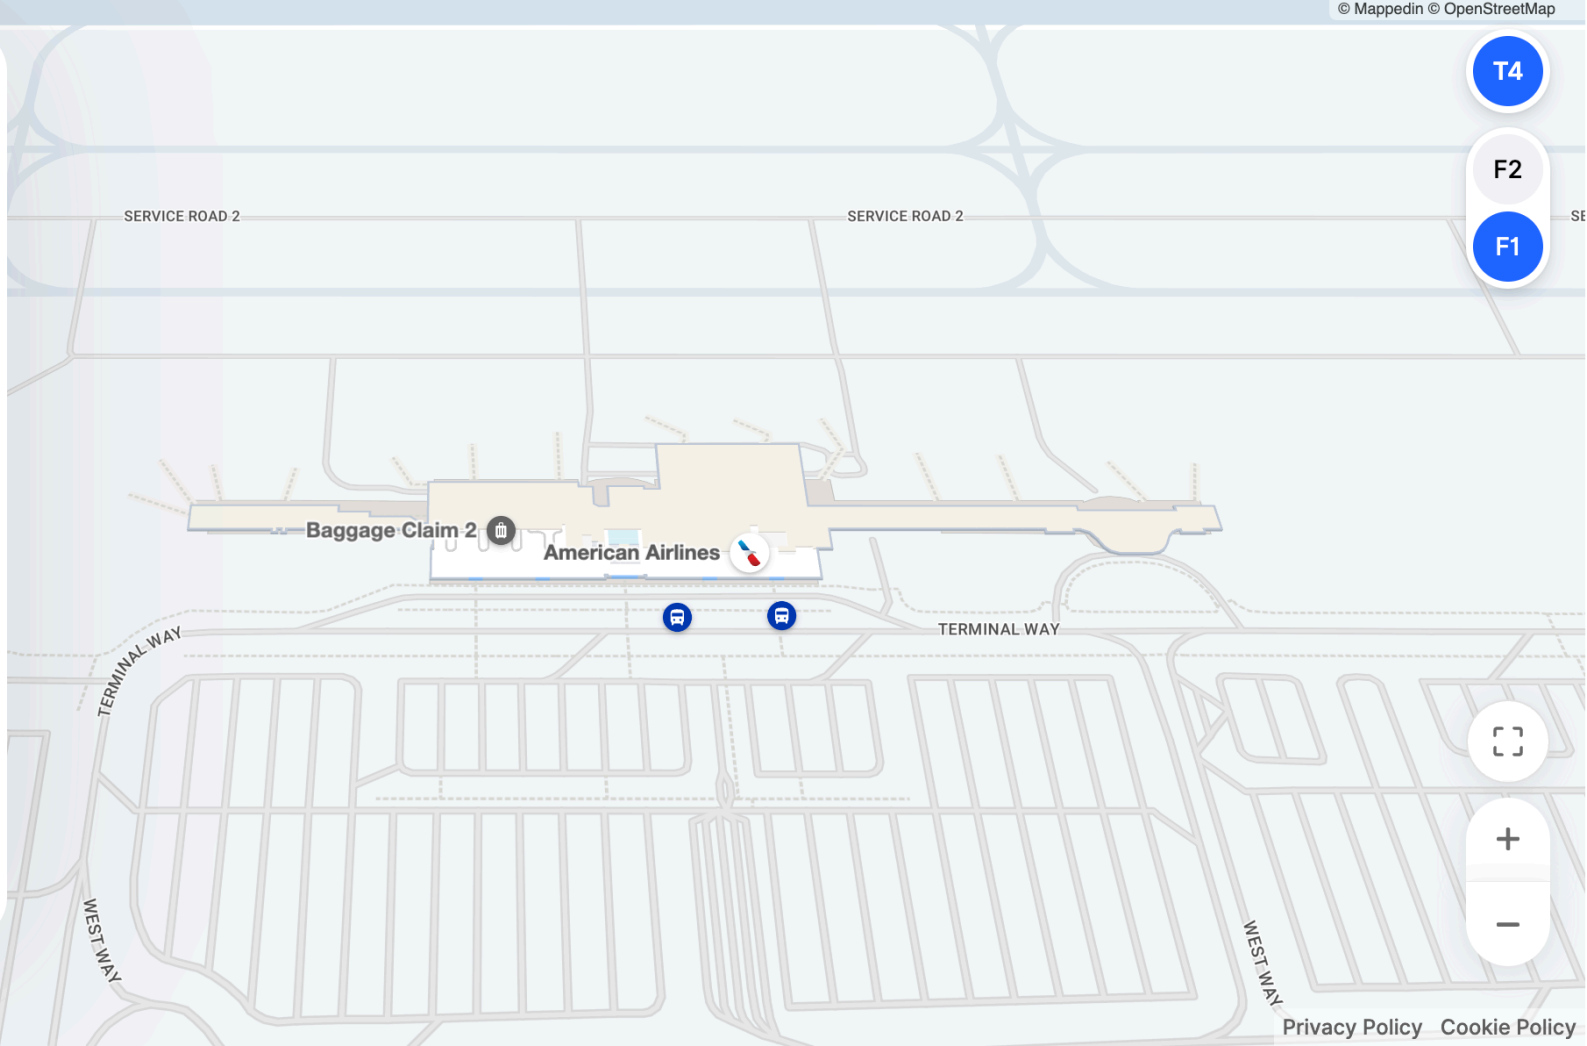 © Mappedin © OpenStreetMap
T4
F2
SERVICE ROAD 2
SERVICE ROAD 2
SE
F1
Baggage Claim 2
American Airlines
TERMINAL WAY
TERMINAL WAY
WEST WAY
WEST WAY
Privacy Policy Cookie Policy